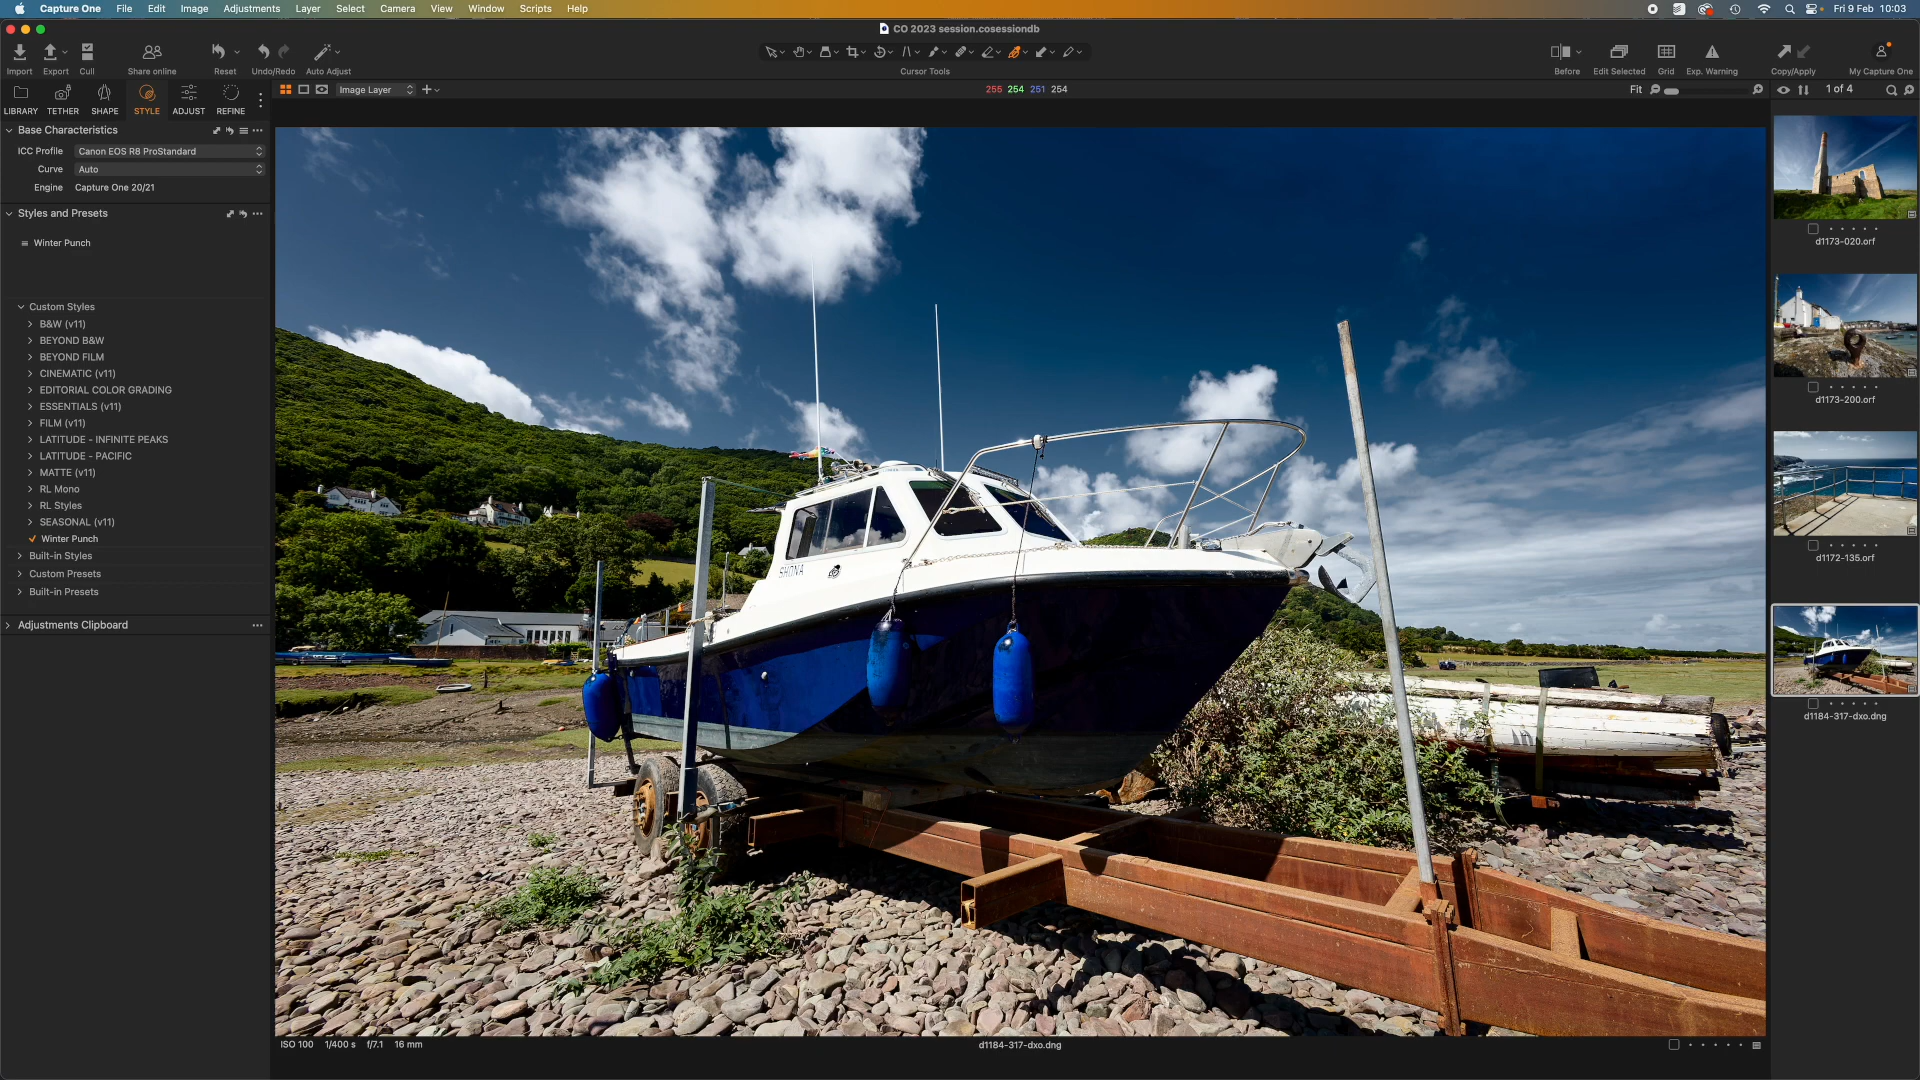 Capture One File Edit Image Adjustments Layer Select Camera View Window Scripts Help Fri 9 Feb 10:03
CO 2023 session.cosessiondb
Import Export Cull Share online Reset Undo/Redo Auto Adjust Cursor Tools Before Edit Selected Grid Exp. Warning Copy/Apply My Capture One
LIBRARY TETHER SHAPE STYLE ADJUST REFINE
Image Layer
255 254 251 254
Fit
1 of 4
Base Characteristics
ICC Profile Canon EOS R8 ProStandard
Curve Auto
Engine Capture One 20/21
Styles and Presets
Winter Punch
Custom Styles
B&W (v11)
BEYOND B&W
BEYOND FILM
CINEMATIC (v11)
EDITORIAL COLOR GRADING
ESSENTIALS (v11)
FILM (v11)
LATITUDE - INFINITE PEAKS
LATITUDE - PACIFIC
MATTE (v11)
RL Mono
RL Styles
SEASONAL (v11)
Winter Punch
Built-in Styles
Custom Presets
Built-in Presets
Adjustments Clipboard
SHONA
d1173-020.orf
d1173-200.orf
d1172-135.orf
d1184-317-dxo.dng
ISO 100 1/400 s f/7.1 16 mm
d1184-317-dxo.dng